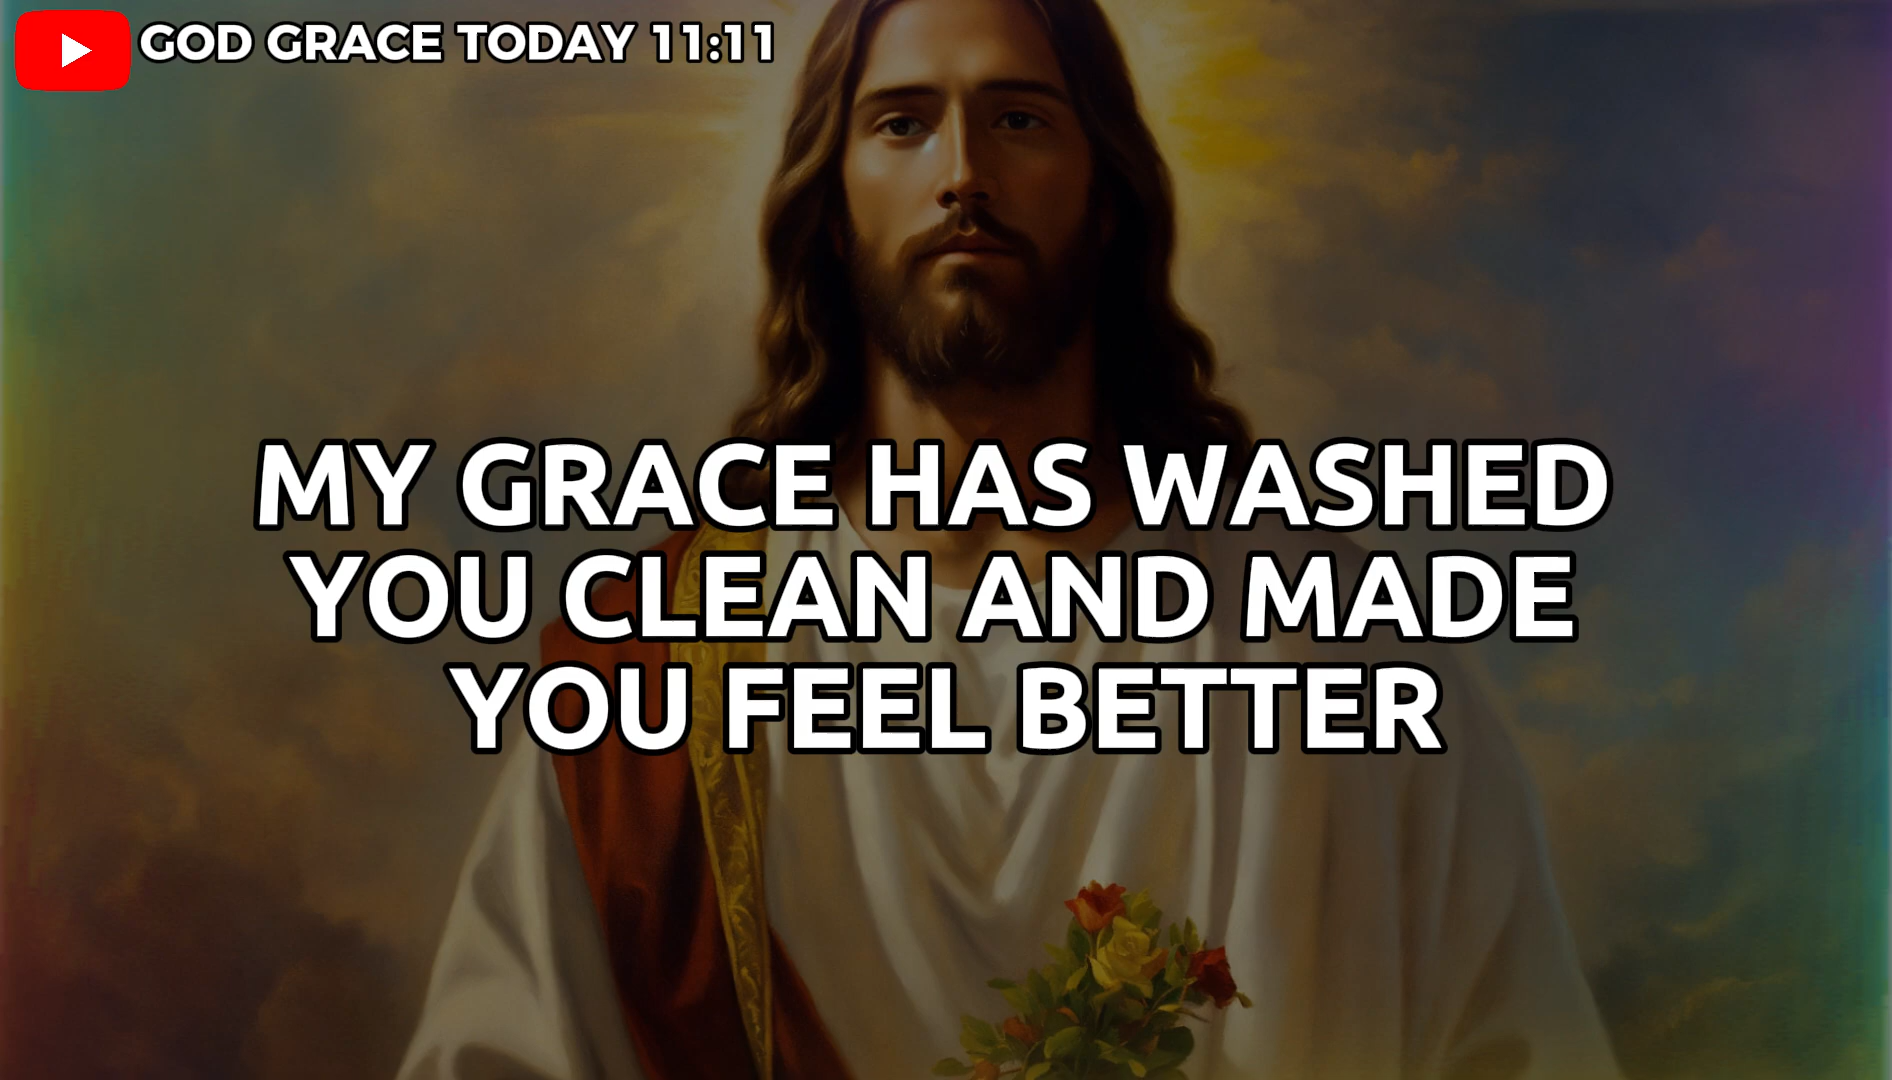 GOD GRACE TODAY 11:11
MY GRACE HAS WASHED
YOU CLEAN AND MADE
YOU FEEL BETTER